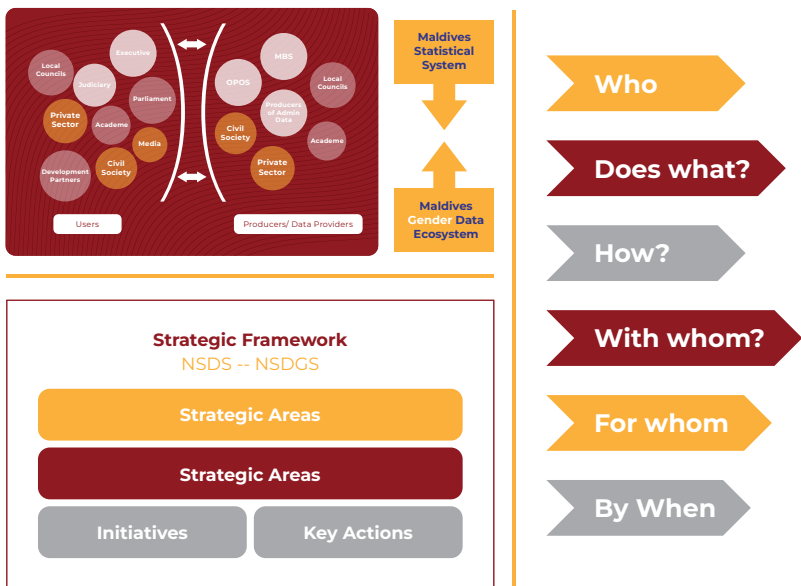 Executive
Local
Councils
Judiciary
Parliament
Private
Sector
Academe
Media
Civil
Society
Development
Partners
Users
MBS
OPOS
Local
Councils
Producers
of Admin
Data
Civil
Society
Academe
Private
Sector
Producers/ Data Providers
Maldives
Statistical
System
Maldives
Gender Data
Ecosystem
Strategic Framework
NSDS -- NSDGS
Strategic Areas
Strategic Areas
Initiatives
Key Actions
Who
Does what?
How?
With whom?
For whom
By When